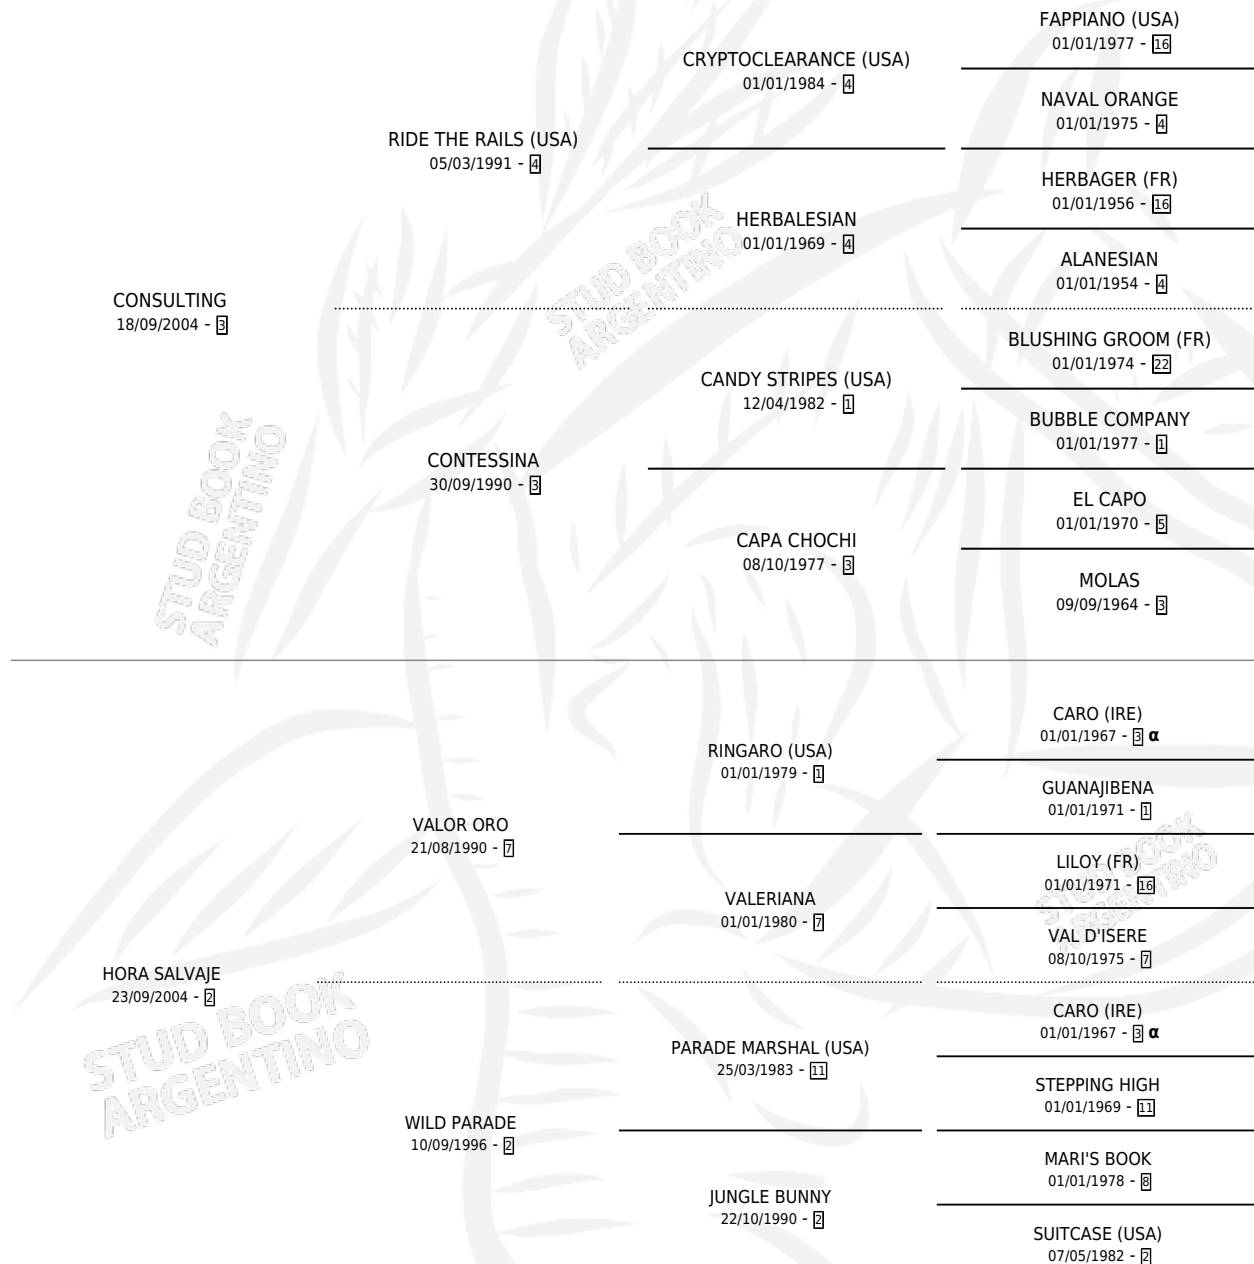 FAPPIANO (USA)
01/01/1977 - 16
CRYPTOCLEARANCE (USA)
01/01/1984 - 4
NAVAL ORANGE
01/01/1975 - 4
RIDE THE RAILS (USA)
05/03/1991 - 4
HERBAGER (FR)
01/01/1956 - 16
HERBALESIAN
01/01/1969 - 4
ALANESIAN
01/01/1954 - 4
CONSULTING
18/09/2004 - 3
BLUSHING GROOM (FR)
01/01/1974 - 22
CANDY STRIPES (USA)
12/04/1982 - 1
BUBBLE COMPANY
01/01/1977 - 1
CONTESSINA
30/09/1990 - 3
EL CAPO
01/01/1970 - 5
CAPA CHOCHI
08/10/1977 - 3
MOLAS
09/09/1964 - 3
CARO (IRE)
01/01/1967 - 3 α
RINGARO (USA)
01/01/1979 - 1
GUANAJIBENA
01/01/1971 - 1
VALOR ORO
21/08/1990 - 7
LILOY (FR)
01/01/1971 - 16
VALERIANA
01/01/1980 - 7
VAL D'ISERE
08/10/1975 - 7
HORA SALVAJE
23/09/2004 - 2
CARO (IRE)
01/01/1967 - 3 α
PARADE MARSHAL (USA)
25/03/1983 - 11
STEPPING HIGH
01/01/1969 - 11
WILD PARADE
10/09/1996 - 2
MARI'S BOOK
01/01/1978 - 8
JUNGLE BUNNY
22/10/1990 - 2
SUITCASE (USA)
07/05/1982 - 2
STUD BOOK
ARGENTINO
STUD BOOK
ARGENTINO
STUD BOOK
ARGENTINO
STUD BOOK
ARGENTINO